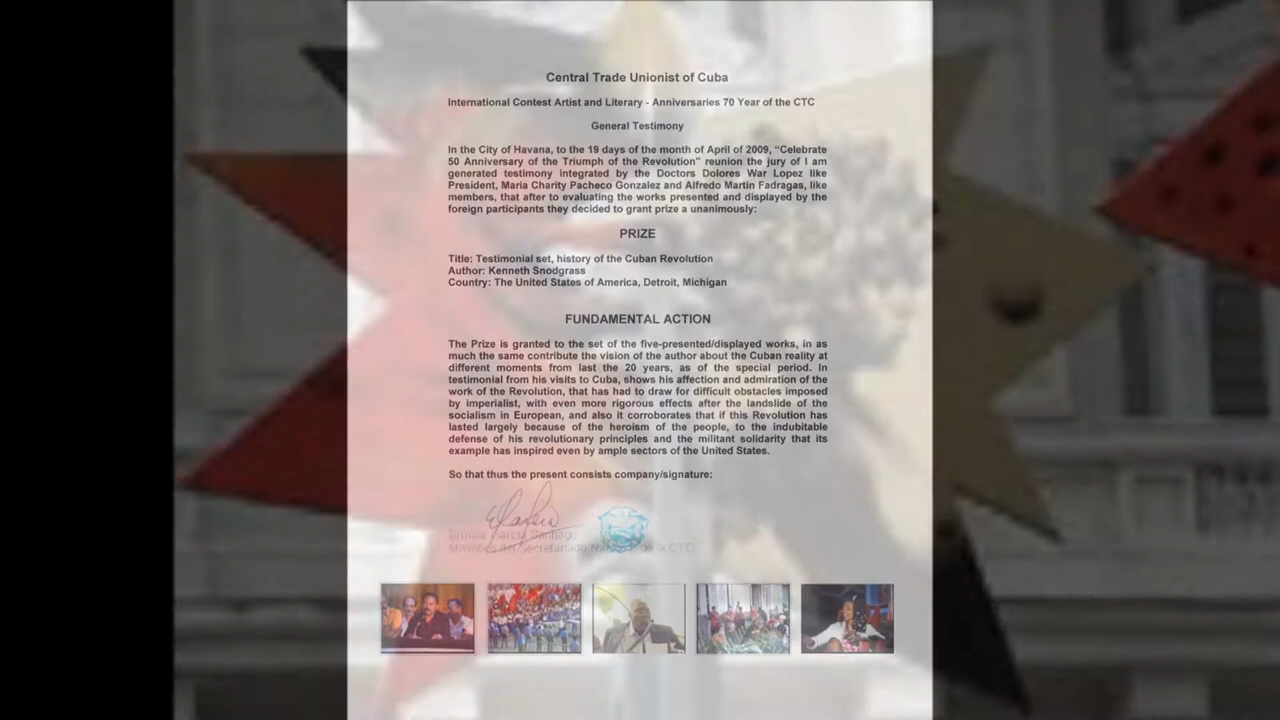 Central Trade Unionist of Cuba
International Contest Artist and Literary - Anniversaries 70 Year of the CTC
General Testimony
In the City of Havana, to the 19 days of the month of April of 2009, “Celebrate
50 Anniversary of the Triumph of the Revolution” reunion the jury of I am
generated testimony integrated by the Doctors Dolores War Lopez like
President, Maria Charity Pacheco Gonzalez and Alfredo Martin Fadragas, like
members, that after to evaluating the works presented and displayed by the
foreign participants they decided to grant prize a unanimously:
PRIZE
Title: Testimonial set, history of the Cuban Revolution
Author: Kenneth Snodgrass
Country: The United States of America, Detroit, Michigan
FUNDAMENTAL ACTION
The Prize is granted to the set of the five-presented/displayed works, in as
much the same contribute the vision of the author about the Cuban reality at
different moments from last the 20 years, as of the special period. In
testimonial from his visits to Cuba, shows his affection and admiration of the
work of the Revolution, that has had to draw for difficult obstacles imposed
by imperialist, with even more rigorous effects after the landslide of the
socialism in European, and also it corroborates that if this Revolution has
lasted largely because of the heroism of the people, to the indubitable
defense of his revolutionary principles and the militant solidarity that its
example has inspired even by ample sectors of the United States.
So that thus the present consists company/signature:
García Santiago
Miembro del Secretariado de la CTC